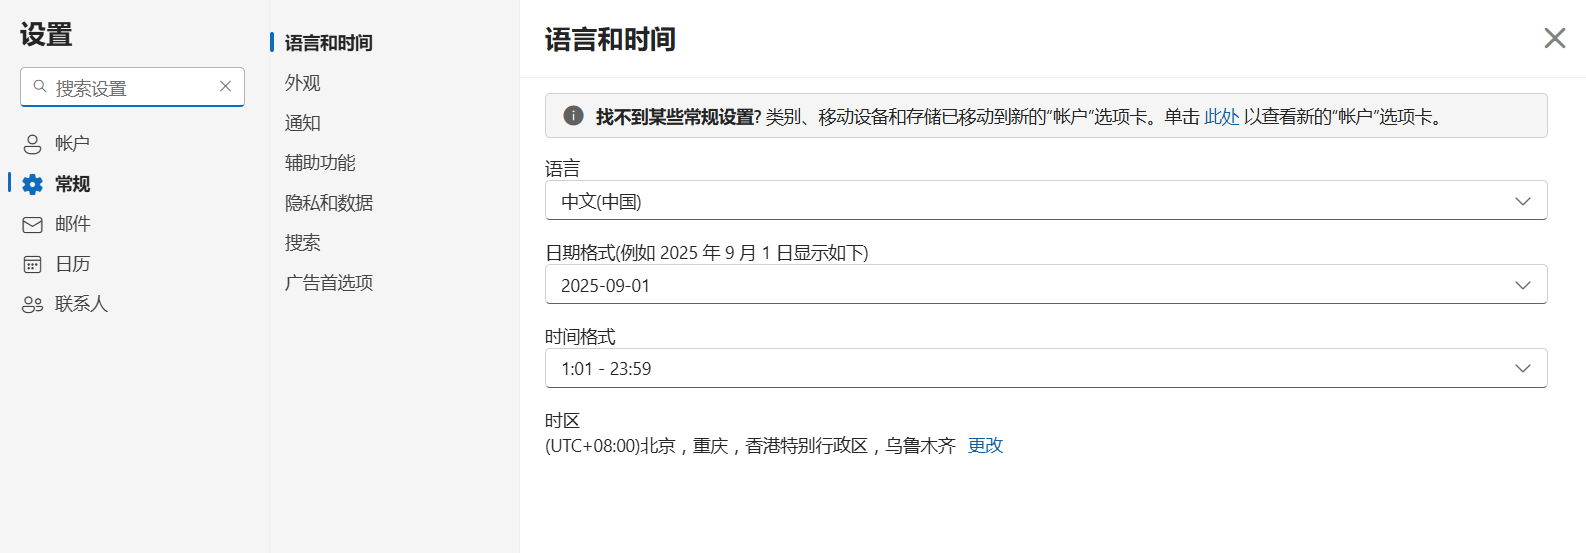 设置
搜索设置
帐户
常规
邮件
日历
联系人
语言和时间
外观
通知
辅助功能
隐私和数据
搜索
广告首选项
语言和时间
找不到某些常规设置? 类别、移动设备和存储已移动到新的“帐户”选项卡。单击 此处 以查看新的“帐户”选项卡。
语言
中文(中国)
日期格式(例如 2025 年 9 月 1 日显示如下)
2025-09-01
时间格式
1:01 - 23:59
时区
(UTC+08:00)北京，重庆，香港特别行政区，乌鲁木齐 更改